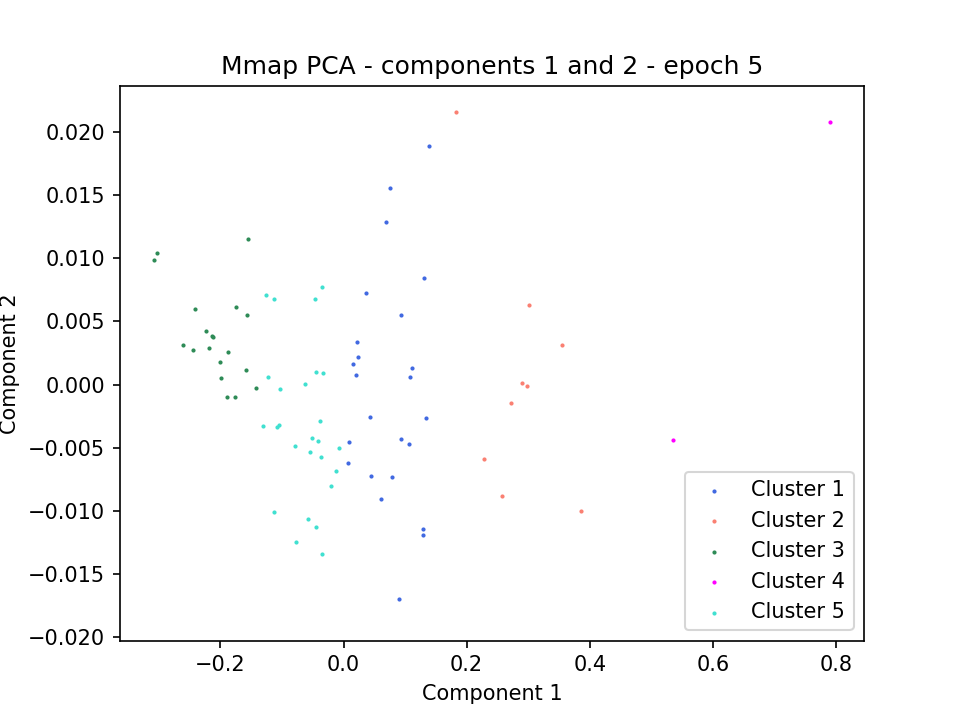 Mmap PCA - components 1 and 2 - epoch 5
0.020
0.015
0.010
0.005
0.000
−0.005
−0.010
−0.015
−0.020
Component 2
−0.2
0.0
0.2
0.4
0.6
0.8
Component 1
Cluster 1
Cluster 2
Cluster 3
Cluster 4
Cluster 5